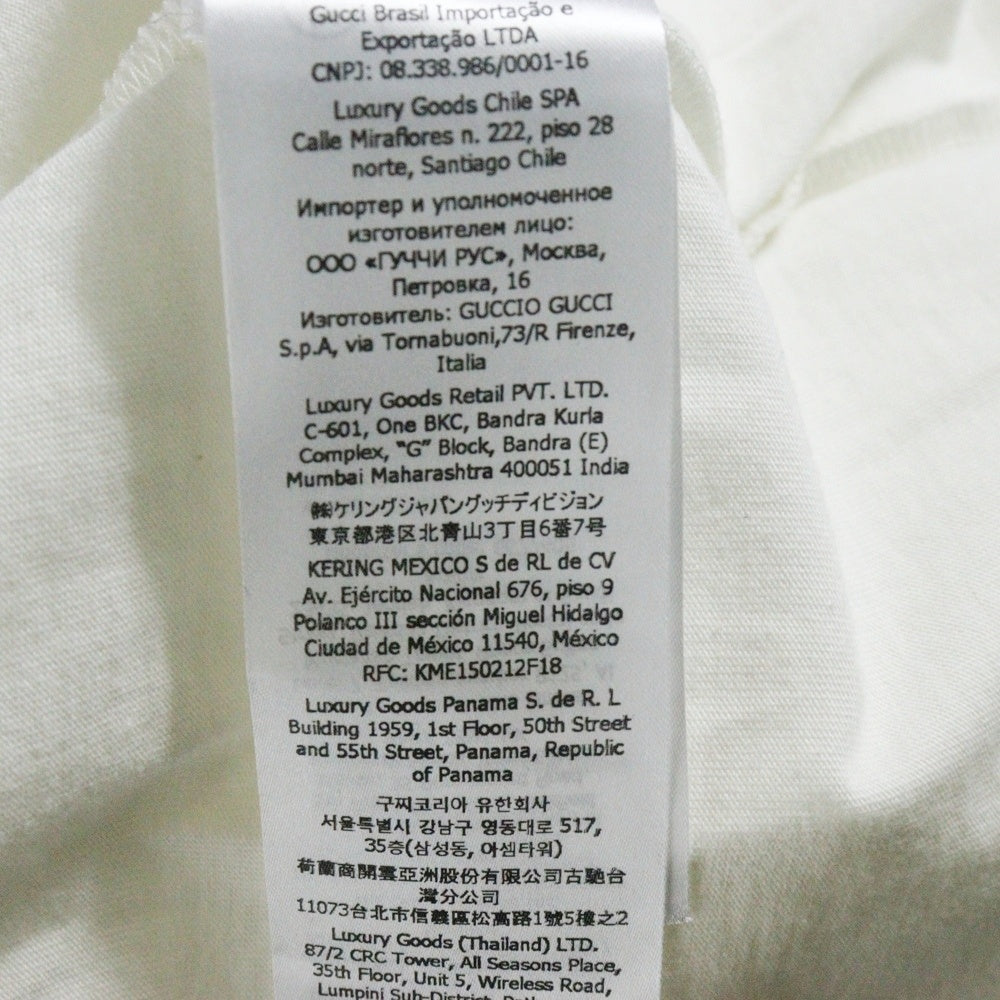 Gucci Brasil Importação e
Exportação LTDA
CNPJ: 08.338.986/0001-16
Luxury Goods Chile SPA
Calle Miraflores n. 222, piso 28
norte, Santiago Chile
Импортер и уполномоченное
изготовителем лицо:
ООО «ГУЧЧИ РУС», Москва,
Петровка, 16
Изготовитель: GUCCIO GUCCI
S.p.A, via Tornabuoni,73/R Firenze,
Italia
Luxury Goods Retail PVT. LTD.
C-601, One BKC, Bandra Kurla
Complex, "G" Block, Bandra (E)
Mumbai Maharashtra 400051 India
㈱ケリングジャパングッチディビジョン
東京都港区北青山3丁目6番7号
KERING MEXICO S de RL de CV
Av. Ejército Nacional 676, piso 9
Polanco III sección Miguel Hidalgo
Ciudad de México 11540, México
RFC: KME150212F18
Luxury Goods Panama S. de R. L
Building 1959, 1st Floor, 50th Street
and 55th Street, Panama, Republic
of Panama
구찌코리아 유한회사
서울특별시 강남구 영동대로 517,
35층(삼성동, 아셈타워)
荷蘭商開雲亞洲股份有限公司古馳台
灣分公司
11073台北市信義區松高路1號5樓之2
Luxury Goods (Thailand) LTD.
87/2 CRC Tower, All Seasons Place,
35th Floor, Unit 5, Wireless Road,
Lumpini Sub-District,